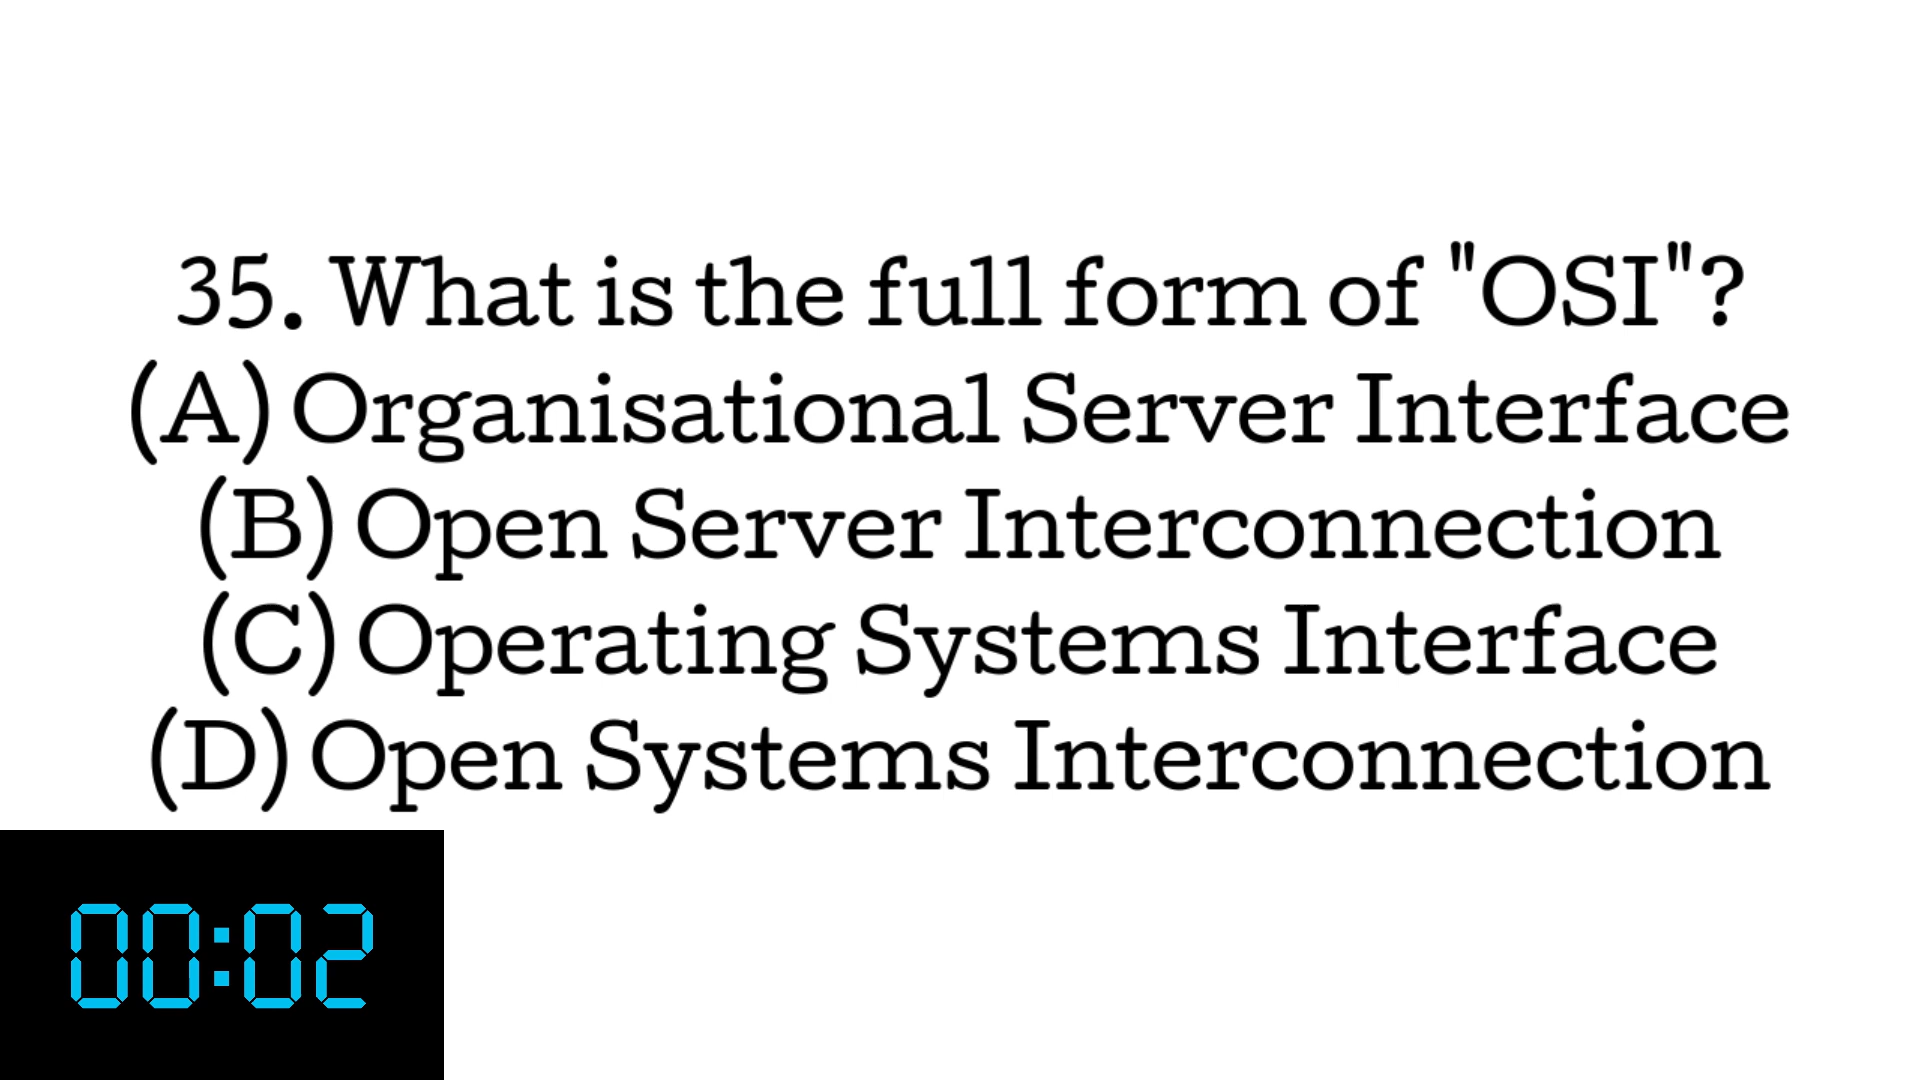 35. What is the full form of "OSI"?
(A) Organisational Server Interface
(B) Open Server Interconnection
(C) Operating Systems Interface
(D) Open Systems Interconnection
00:02